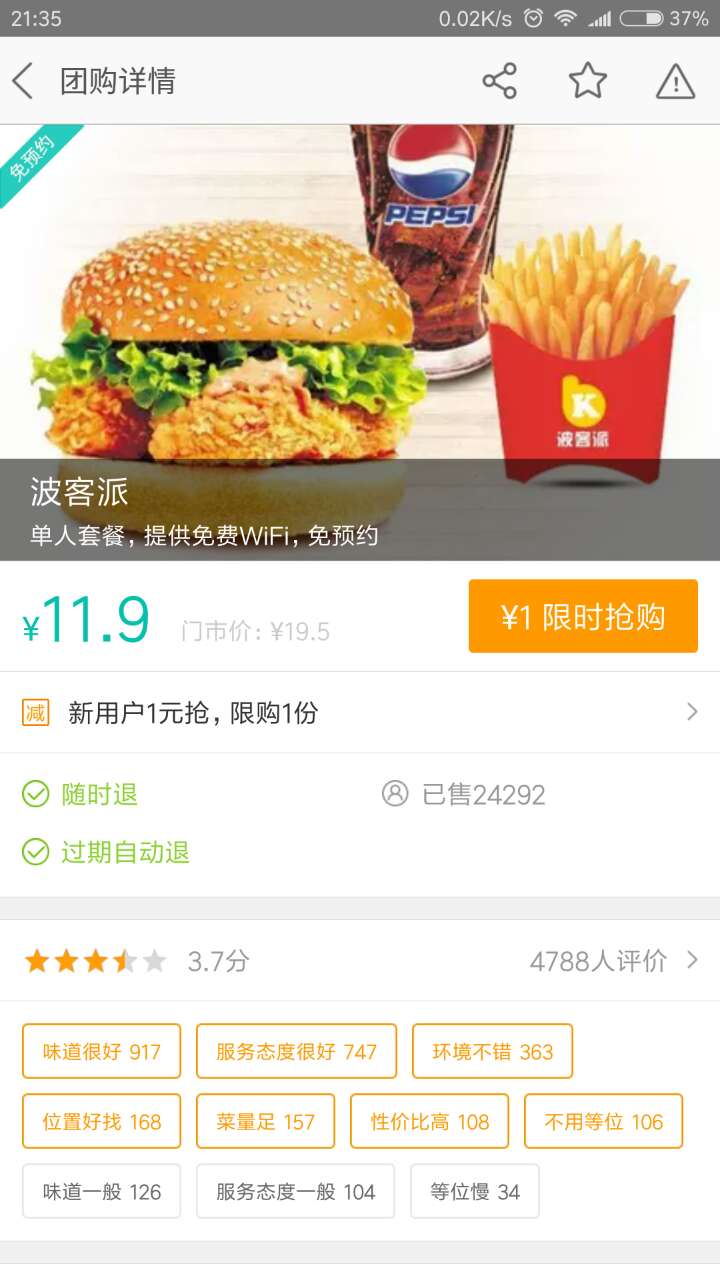 21:35 0.02K/s 37%
团购详情
免预约
PEPSI
K
波客派
波客派
单人套餐，提供免费WiFi，免预约
¥11.9 门市价：¥19.5 ¥1 限时抢购
减 新用户1元抢，限购1份
随时退 已售24292
过期自动退
3.7分 4788人评价
味道很好 917 服务态度很好 747 环境不错 363
位置好找 168 菜量足 157 性价比高 108 不用等位 106
味道一般 126 服务态度一般 104 等位慢 34